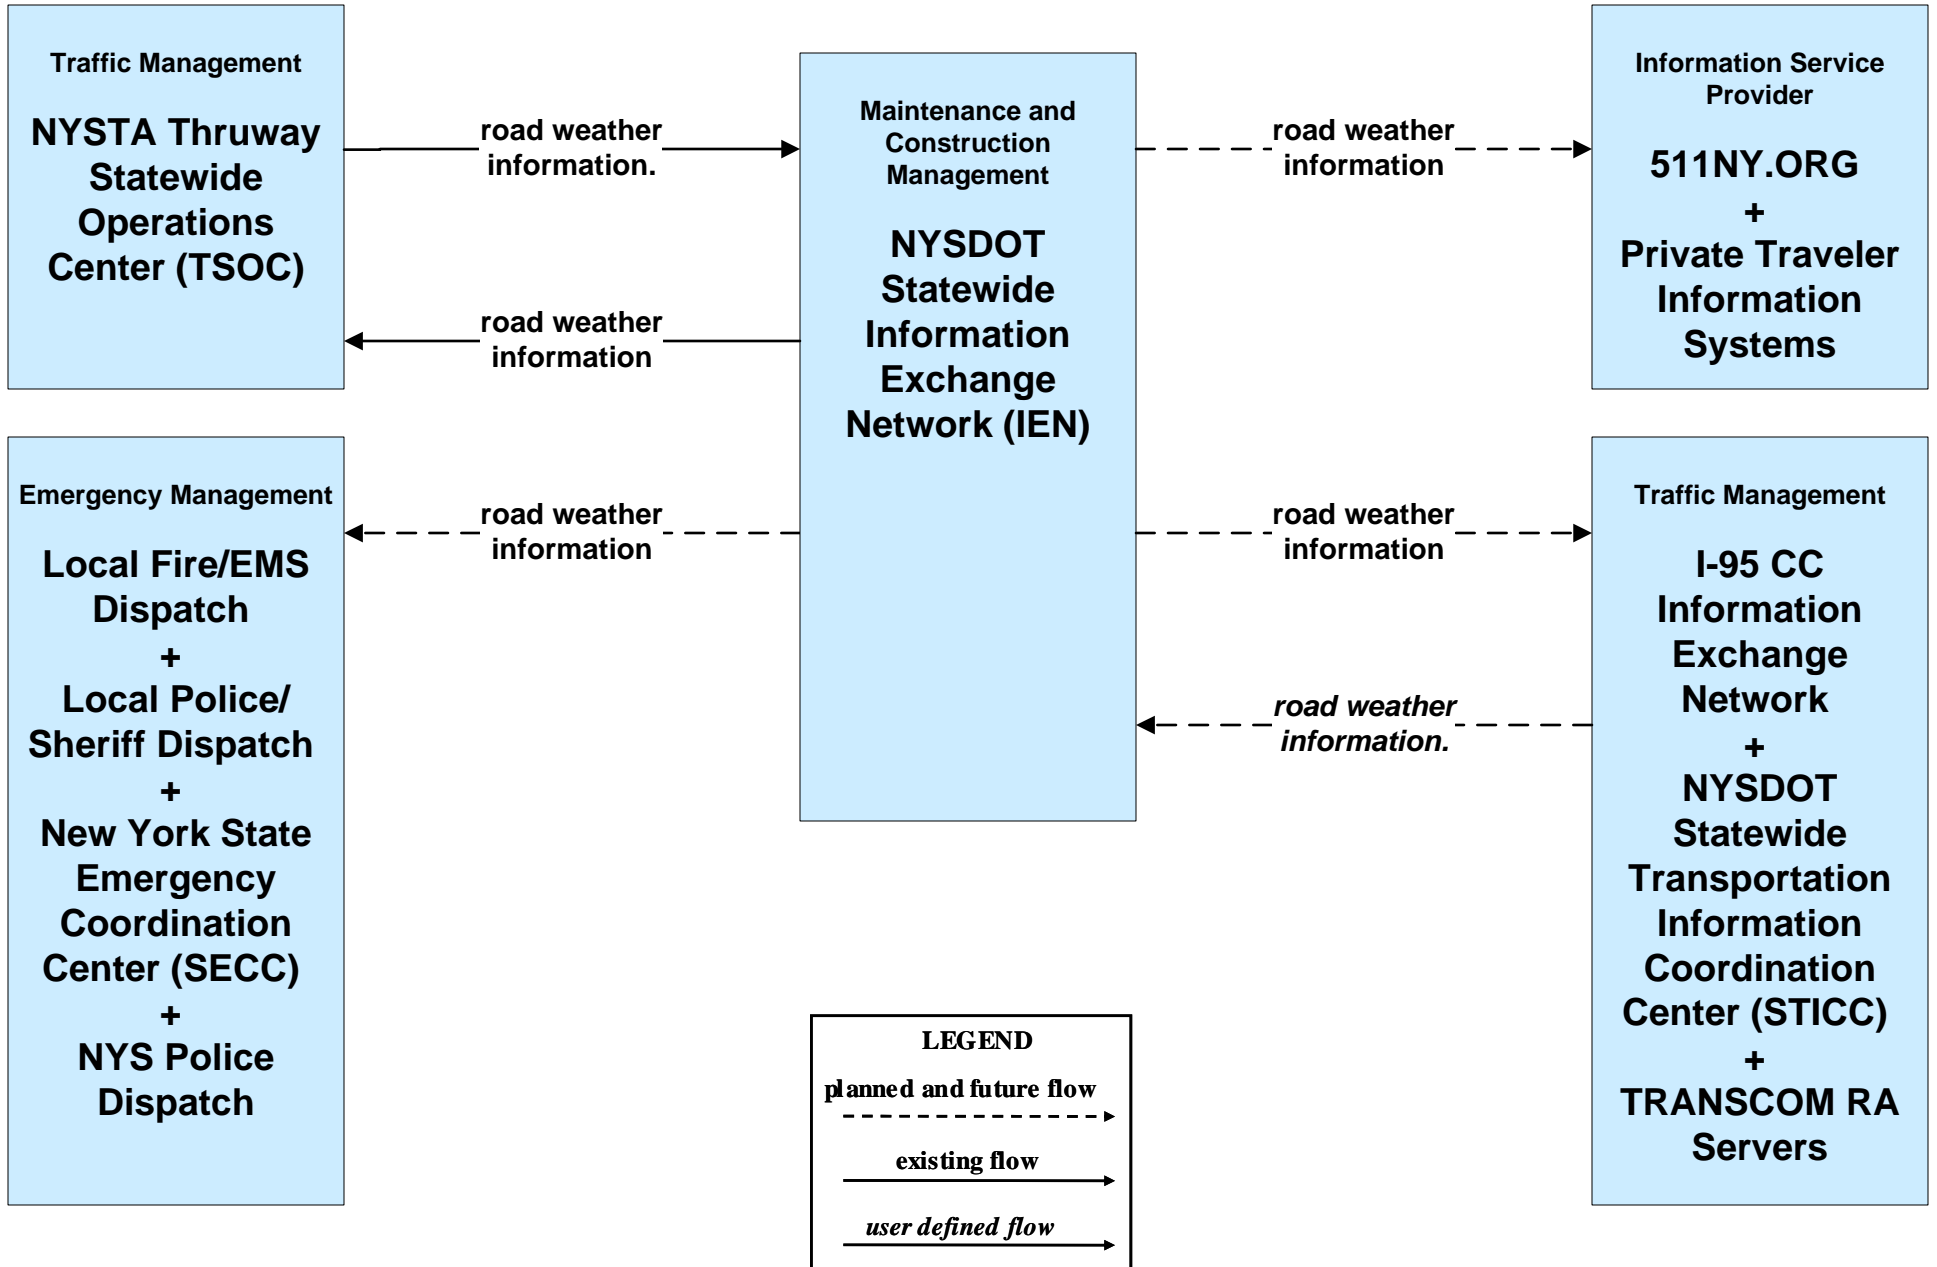 Traffic Management
NYSTA Thruway
Statewide
Operations
Center (TSOC)
road weather
information.
road weather
information
Maintenance and
Construction
Management
NYSDOT
Statewide
Information
Exchange
Network (IEN)
road weather
information
Information Service
Provider
511NY.ORG
+
Private Traveler
Information
Systems
Emergency Management
Local Fire/EMS
Dispatch
+
Local Police/
Sheriff Dispatch
+
New York State
Emergency
Coordination
Center (SECC)
+
NYS Police
Dispatch
road weather
information
road weather
information
road weather
information.
Traffic Management
I-95 CC
Information
Exchange
Network
+
NYSDOT
Statewide
Transportation
Information
Coordination
Center (STICC)
+
TRANSCOM RA
Servers
LEGEND
planned and future flow
existing flow
user defined flow